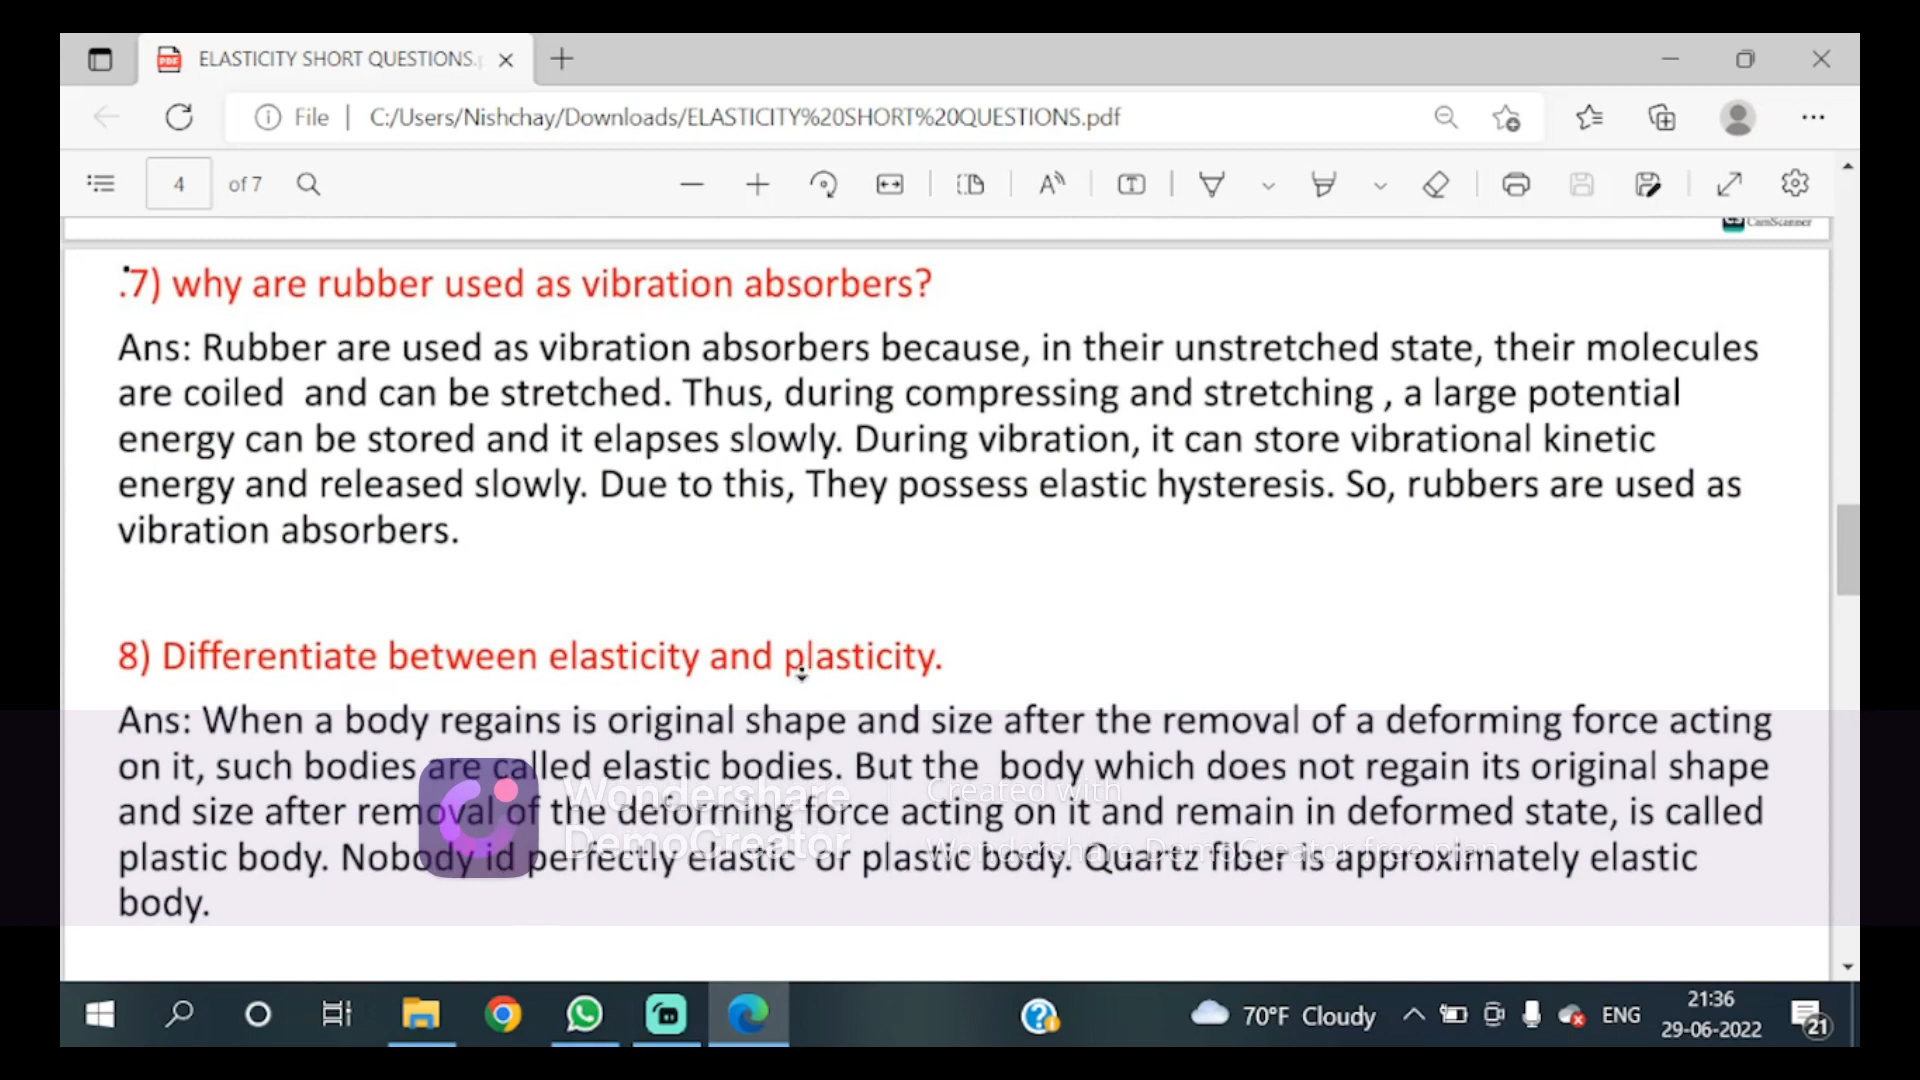 ELASTICITY SHORT QUESTIONS.
File | C:/Users/Nishchay/Downloads/ELASTICITY%20SHORT%20QUESTIONS.pdf
4 of 7
CamScanner
.7) why are rubber used as vibration absorbers?
Ans: Rubber are used as vibration absorbers because, in their unstretched state, their molecules
are coiled and can be stretched. Thus, during compressing and stretching , a large potential
energy can be stored and it elapses slowly. During vibration, it can store vibrational kinetic
energy and released slowly. Due to this, They possess elastic hysteresis. So, rubbers are used as
vibration absorbers.
8) Differentiate between elasticity and plasticity.
Ans: When a body regains is original shape and size after the removal of a deforming force acting
on it, such bodies are called elastic bodies. But the body which does not regain its original shape
and size after removal of the deforming force acting on it and remain in deformed state, is called
plastic body. Nobody id perfectly elastic or plastic body. Quartz fiber is approximately elastic
body.
Wondershare
DemoCreator
Created with
Wondershare DemoCreator free plan
70°F Cloudy
ENG
21:36
29-06-2022
21